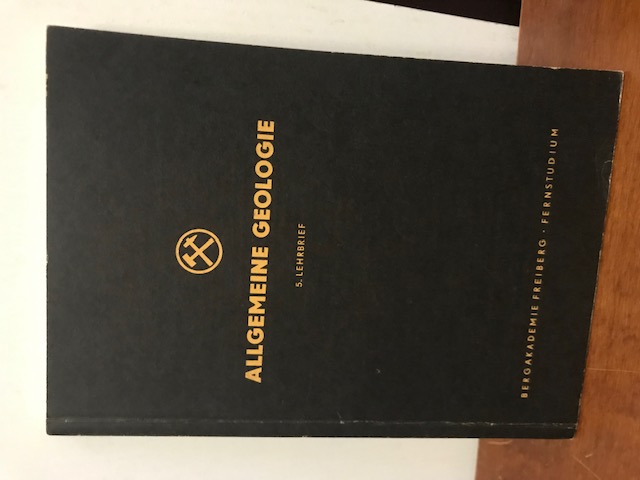 ALLGEMEINE GEOLOGIE
5. LEHRBRIEF
BERGAKADEMIE FREIBERG · FERNSTUDIUM